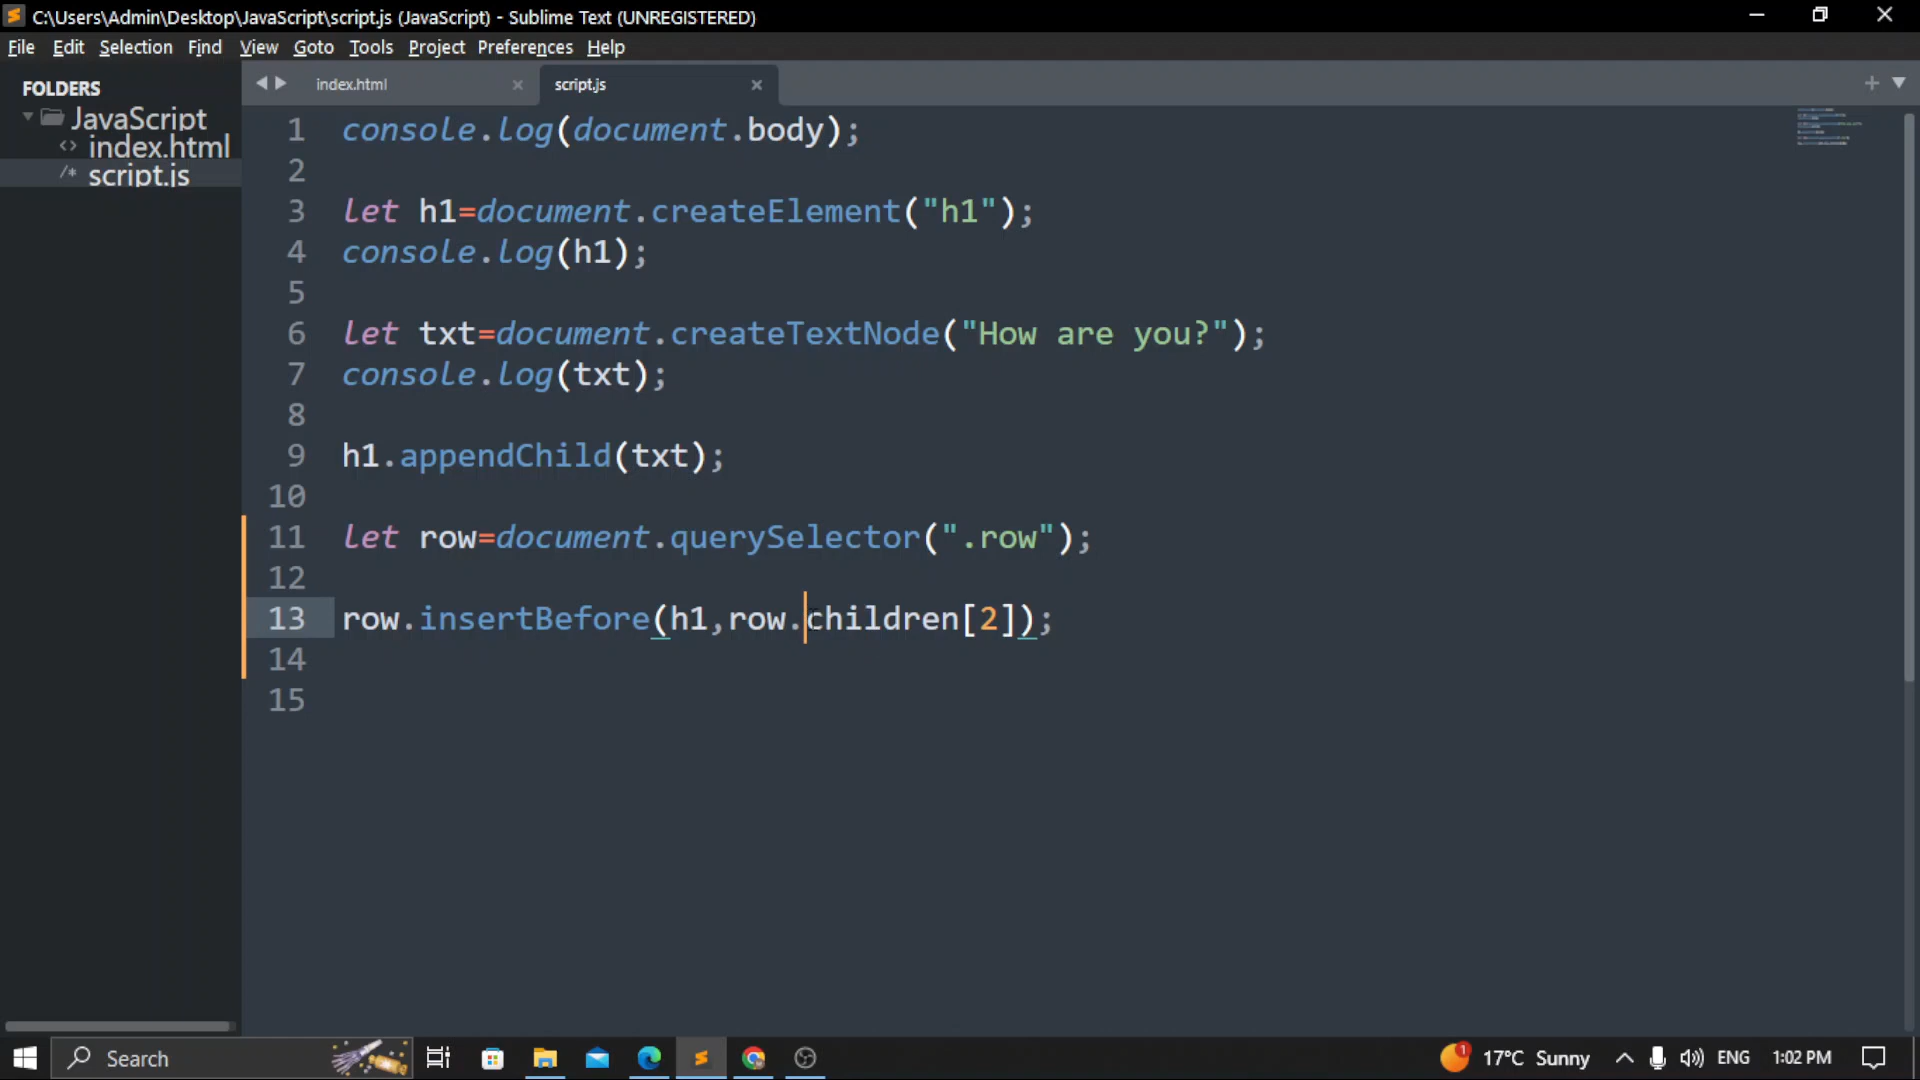 C:\Users\Admin\Desktop\JavaScript\script.js (JavaScript) - Sublime Text (UNREGISTERED)
File Edit Selection Find View Goto Tools Project Preferences Help
FOLDERS
JavaScript
<> index.html
/* script.js
index.html
script.js
1 console.log(document.body);
2
3 let h1=document.createElement("h1");
4 console.log(h1);
5
6 let txt=document.createTextNode("How are you?");
7 console.log(txt);
8
9 h1.appendChild(txt);
10
11 let row=document.querySelector(".row");
12
13 row.insertBefore(h1,row.children[2]);
14
15
Search
1 17°C Sunny ENG 1:02 PM